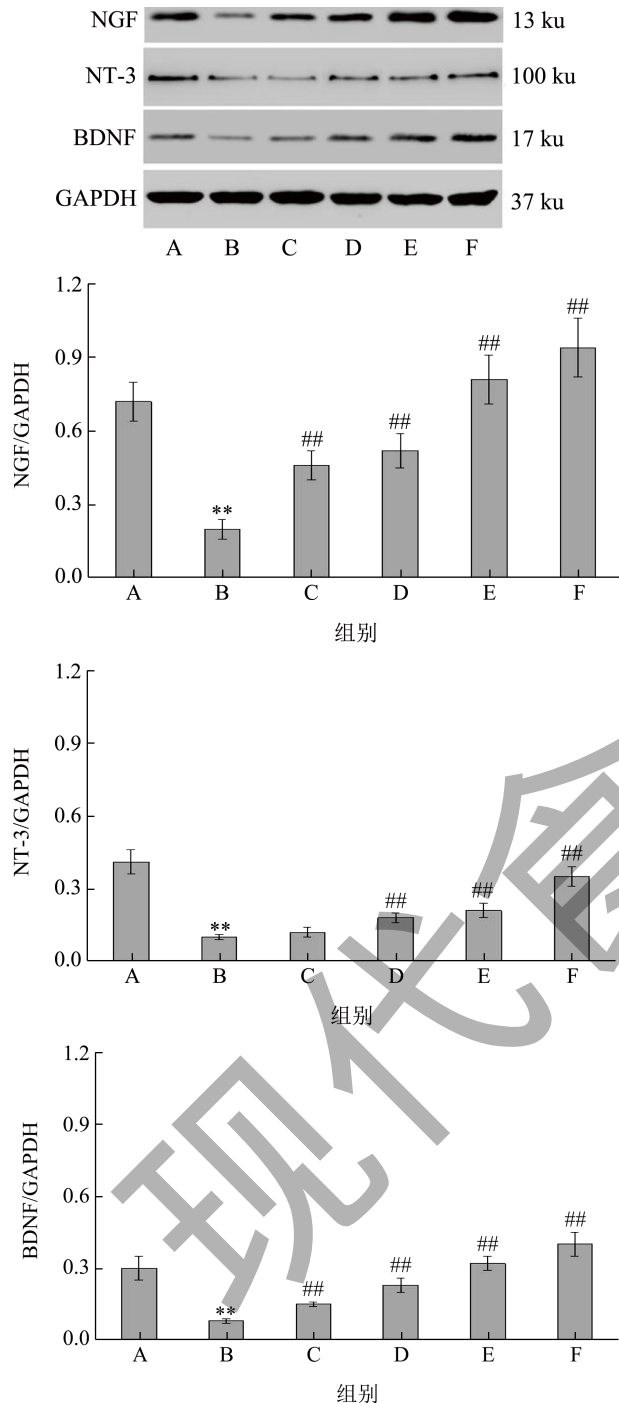 NGF 13 ku
NT-3 100 ku
BDNF 17 ku
GAPDH 37 ku
A B C D E F
1.2
0.9
0.6
0.3
0.0
NGF/GAPDH
** ## ## ## ##
A B C D E F
组别
1.2
0.9
0.6
0.3
0.0
NT-3/GAPDH
** ## ## ##
A B C D E F
组别
1.2
0.9
0.6
0.3
0.0
BDNF/GAPDH
** ## ## ## ##
A B C D E F
组别
现代食